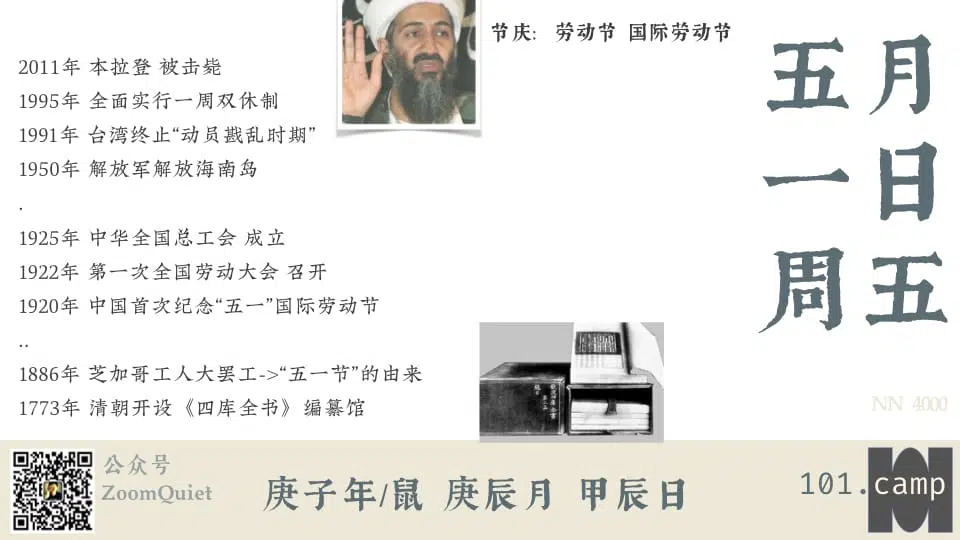 节庆: 劳动节 国际劳动节
五月
一日
周五
2011年 本拉登 被击毙
1995年 全面实行一周双休制
1991年 台湾终止“动员戡乱时期”
1950年 解放军解放海南岛
.
1925年 中华全国总工会 成立
1922年 第一次全国劳动大会 召开
1920年 中国首次纪念“五一”国际劳动节
..
1886年 芝加哥工人大罢工->“五一节”的由来
1773年 清朝开设《四库全书》编纂馆
NN 4000
公众号
ZoomQuiet
庚子年/鼠 庚辰月 甲辰日
101.camp